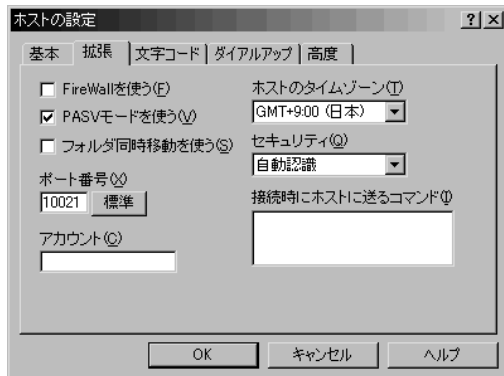 ホストの設定
基本 拡張 文字コード ダイアルアップ 高度
FireWallを使う(F)
PASVモードを使う(V)
フォルダ同時移動を使う(S)
ポート番号(X)
10021 標準
アカウント(C)
ホストのタイムゾーン(T)
GMT+9:00 (日本)
セキュリティ(Q)
自動認識
接続時にホストに送るコマンド(I)
OK キャンセル ヘルプ